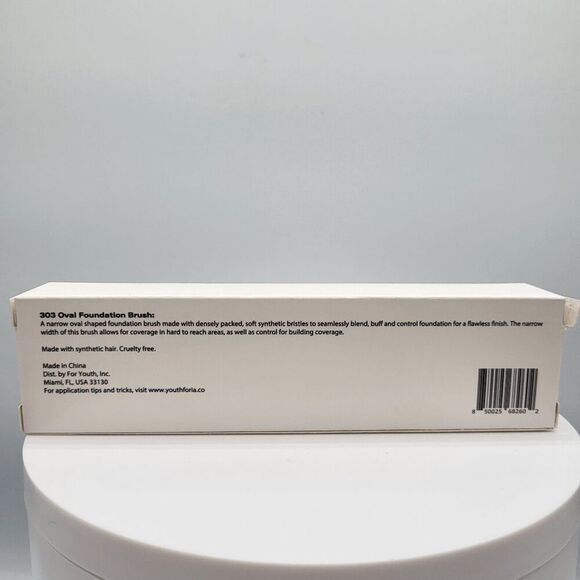 303 Oval Foundation Brush:
A narrow oval shaped foundation brush made with densely packed, soft synthetic bristles to seamlessly blend, buff and control foundation for a flawless finish. The narrow
width of this brush allows for coverage in hard to reach areas, as well as control for building coverage.
Made with synthetic hair. Cruelty free.
Made in China
Dist. by For Youth, Inc.
Miami, FL, USA 33130
For application tips and tricks, visit www.youthforia.co
8 50025 68260 2